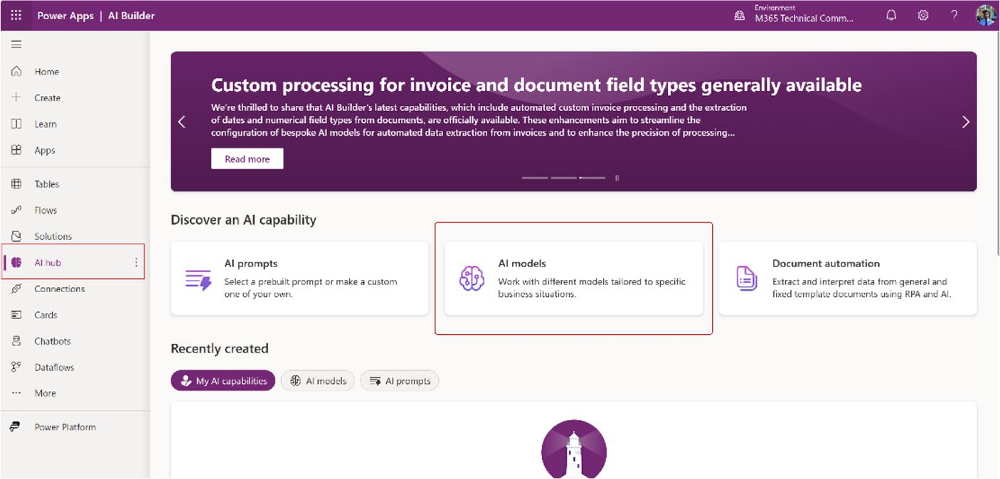 Power Apps | AI Builder
Environment
M365 Technical Comm...
?
Home
Create
Learn
Apps
Tables
Flows
Solutions
AI hub
Connections
Cards
Chatbots
Dataflows
More
Power Platform
Custom processing for invoice and document field types generally available
We're thrilled to share that AI Builder's latest capabilities, which include automated custom invoice processing and the extraction
of dates and numerical field types from documents, are officially available. These enhancements aim to streamline the
configuration of bespoke AI models for automated data extraction from invoices and to enhance the precision of processing...
Read more
Discover an AI capability
AI prompts
Select a prebuilt prompt or make a custom
one of your own.
AI models
Work with different models tailored to specific
business situations.
Document automation
Extract and interpret data from general and
fixed template documents using RPA and AI.
Recently created
My AI capabilities
AI models
AI prompts